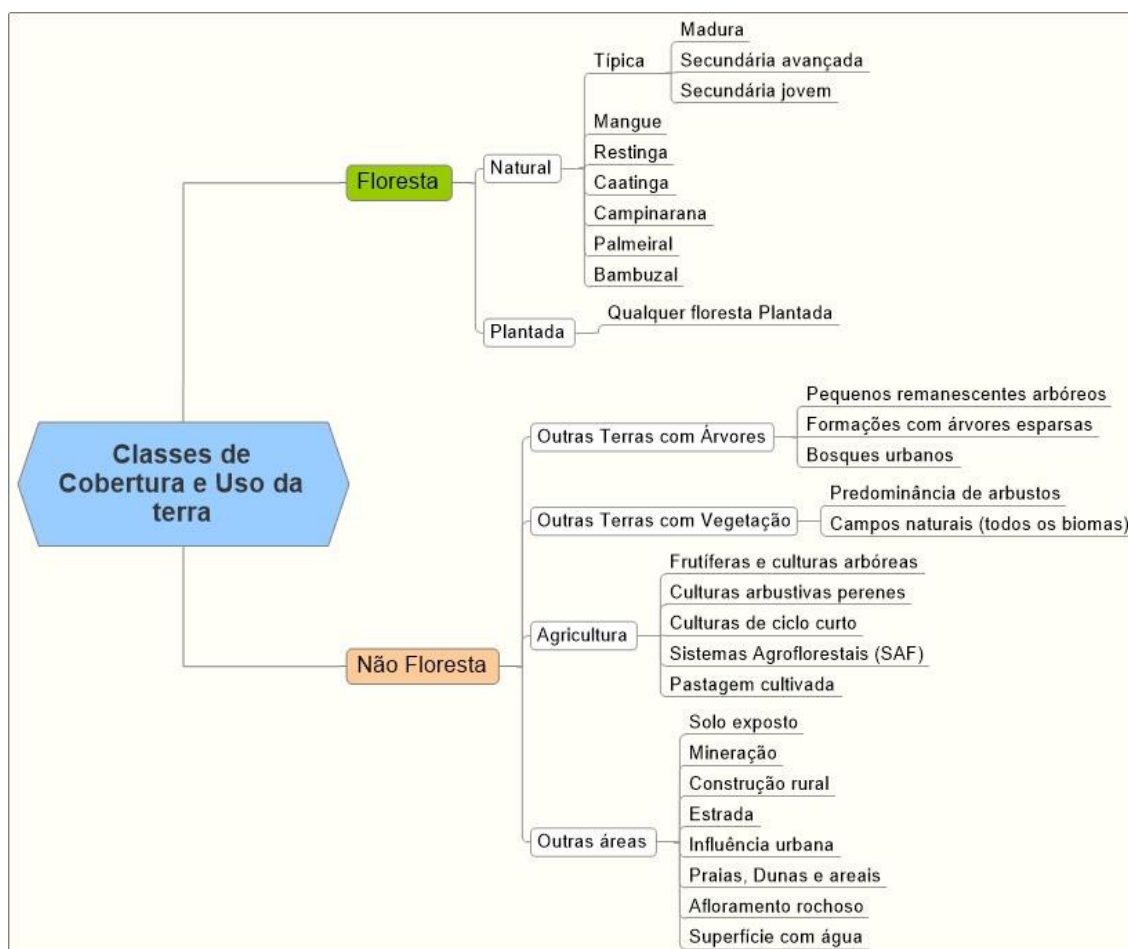 Classes de
Cobertura e Uso da
terra
Floresta
Natural
Típica
Madura
Secundária avançada
Secundária jovem
Mangue
Restinga
Caatinga
Campinarana
Palmeiral
Bambuzal
Plantada
Qualquer floresta Plantada
Não Floresta
Outras Terras com Árvores
Pequenos remanescentes arbóreos
Formações com árvores esparsas
Bosques urbanos
Outras Terras com Vegetação
Predominância de arbustos
Campos naturais (todos os biomas)
Agricultura
Frutíferas e culturas arbóreas
Culturas arbustivas perenes
Culturas de ciclo curto
Sistemas Agroflorestais (SAF)
Pastagem cultivada
Outras áreas
Solo exposto
Mineração
Construção rural
Estrada
Influência urbana
Praias, Dunas e areais
Afloramento rochoso
Superfície com água